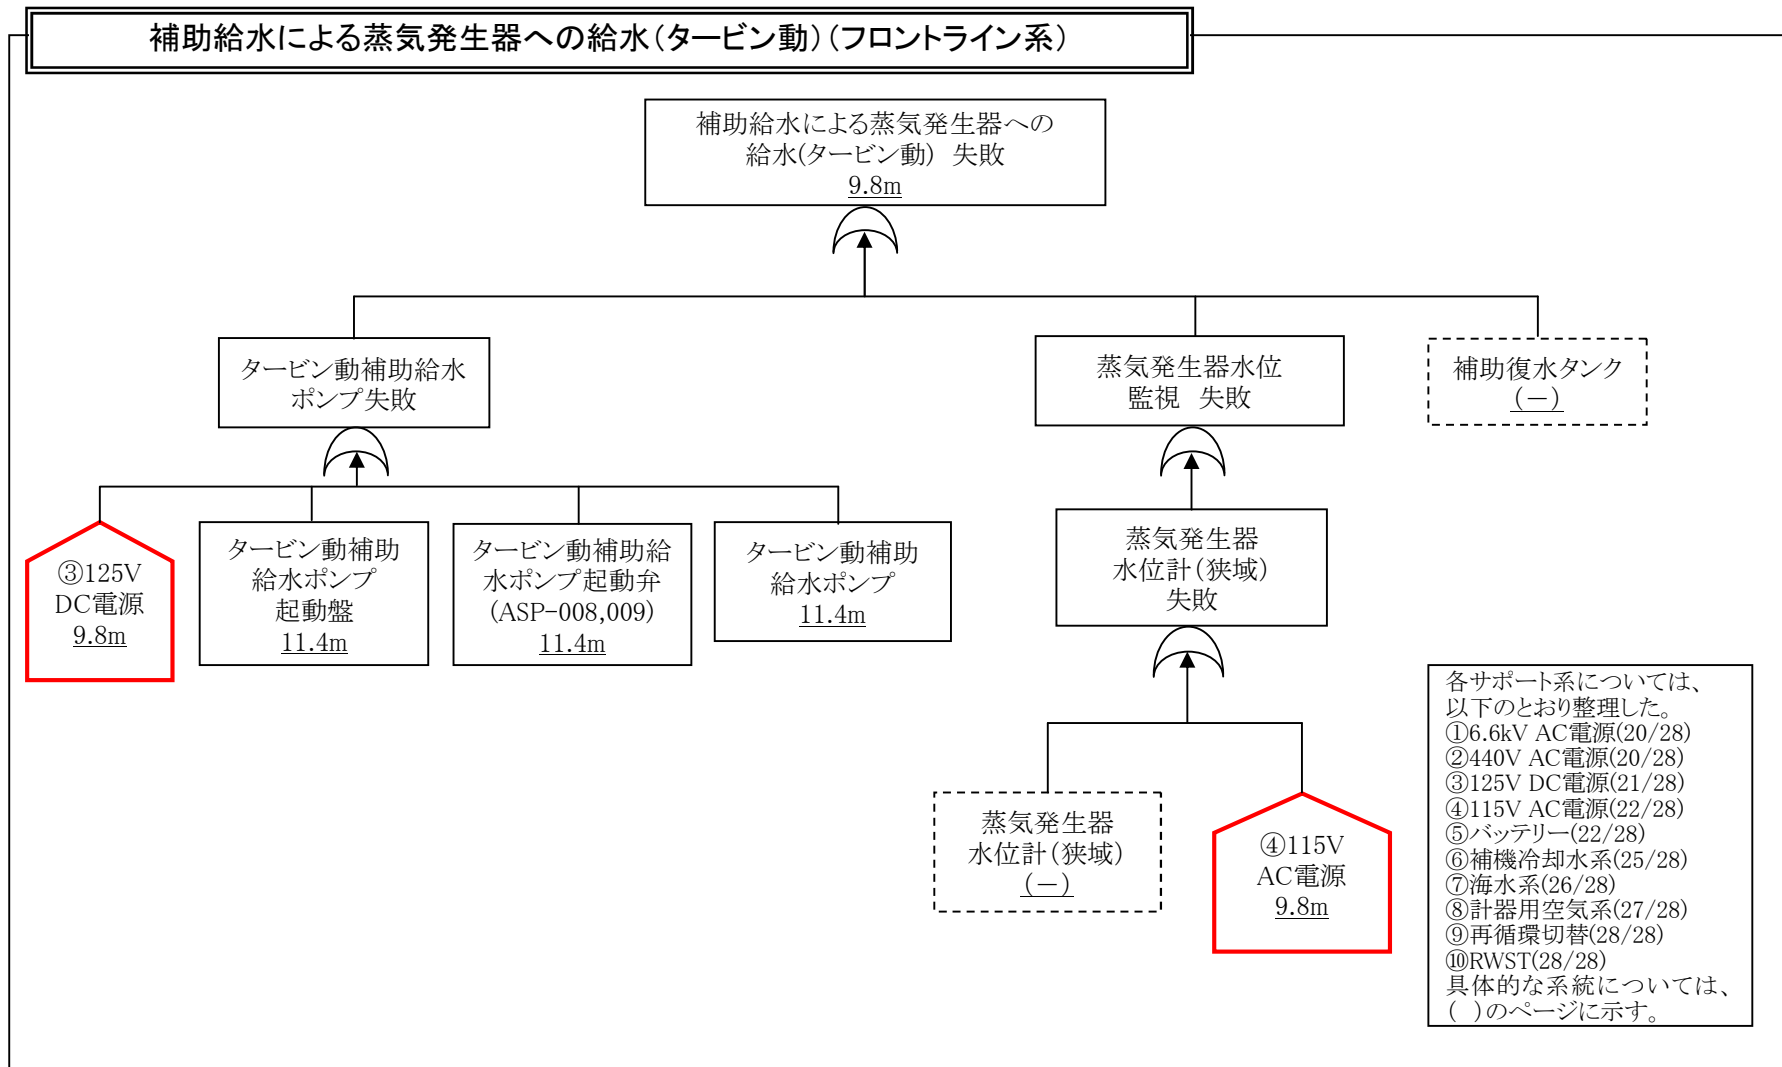 補助給水による蒸気発生器への給水(タービン動)(フロントライン系)
補助給水による蒸気発生器への
給水(タービン動) 失敗
9.8m
タービン動補助給水
ポンプ失敗
蒸気発生器水位
監視 失敗
補助復水タンク
(－)
③125V
DC電源
9.8m
タービン動補助
給水ポンプ
起動盤
11.4m
タービン動補助給
水ポンプ起動弁
(ASP-008,009)
11.4m
タービン動補助
給水ポンプ
11.4m
蒸気発生器
水位計(狭域)
失敗
蒸気発生器
水位計(狭域)
(－)
④115V
AC電源
9.8m
各サポート系については、
以下のとおり整理した。
①6.6kV AC電源(20/28)
②440V AC電源(20/28)
③125V DC電源(21/28)
④115V AC電源(22/28)
⑤バッテリー(22/28)
⑥補機冷却水系(25/28)
⑦海水系(26/28)
⑧計器用空気系(27/28)
⑨再循環切替(28/28)
⑩RWST(28/28)
具体的な系統については、
( )のページに示す。